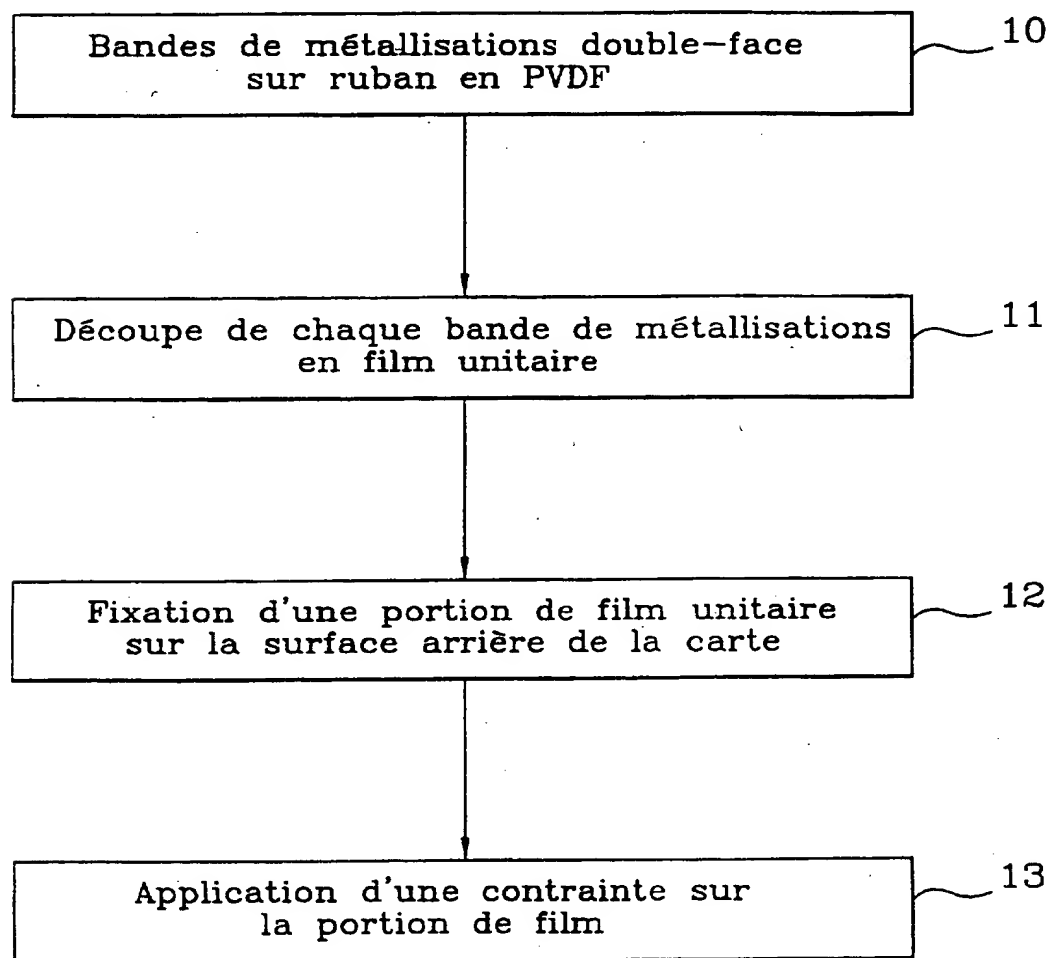 Bandes de métallisations double-face
sur ruban en PVDF
10
Découpe de chaque bande de métallisations
en film unitaire
11
Fixation d'une portion de film unitaire
sur la surface arrière de la carte
12
Application d'une contrainte sur
la portion de film
13